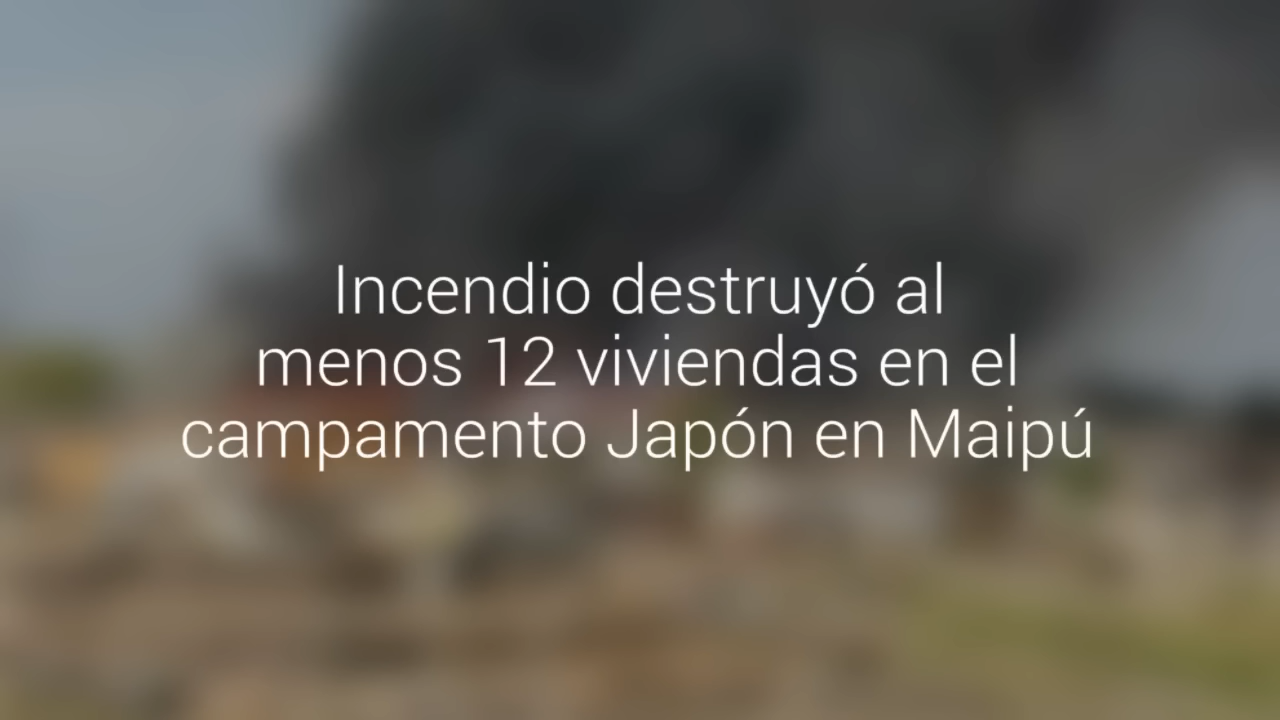 Incendio destruyó al
menos 12 viviendas en el
campamento Japón en Maipú